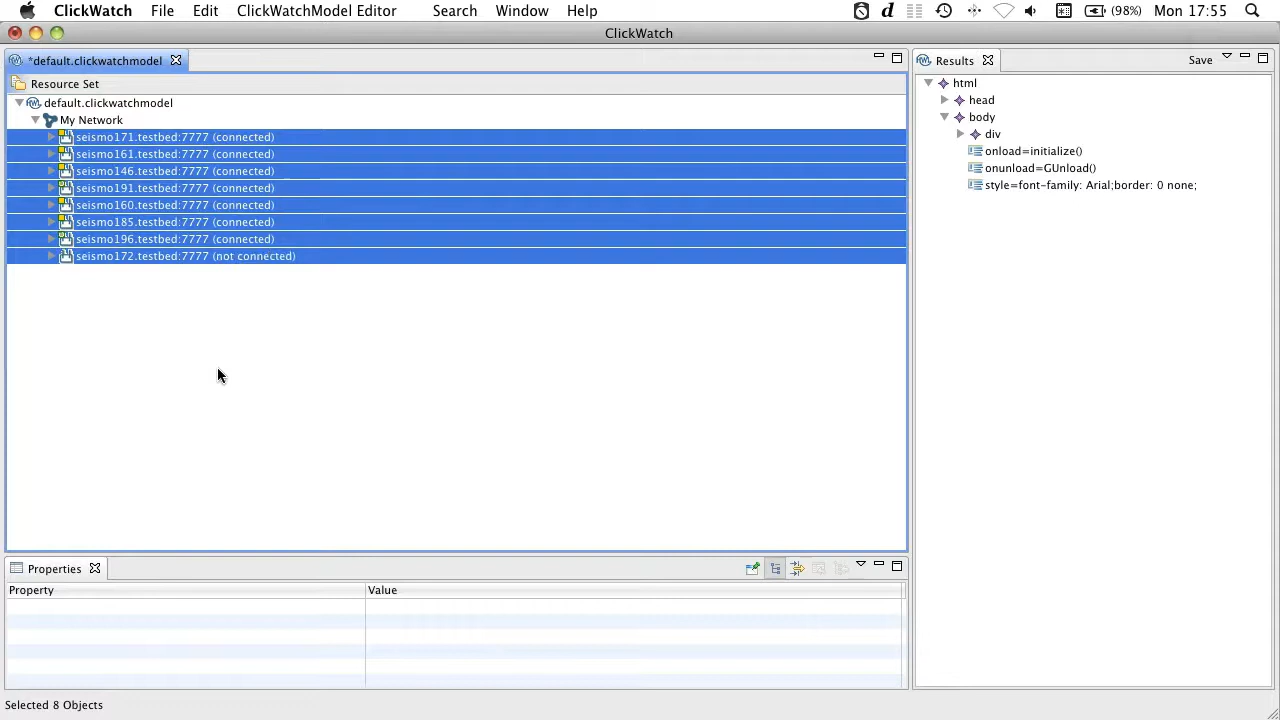 ClickWatch File Edit ClickWatchModel Editor Search Window Help d (98%) Mon 17:55
ClickWatch
*default.clickwatchmodel
Resource Set
default.clickwatchmodel
My Network
seismo171.testbed:7777 (connected)
seismo161.testbed:7777 (connected)
seismo146.testbed:7777 (connected)
seismo191.testbed:7777 (connected)
seismo160.testbed:7777 (connected)
seismo185.testbed:7777 (connected)
seismo196.testbed:7777 (connected)
seismo172.testbed:7777 (not connected)
Results Save
html
head
body
div
onload=initialize()
onunload=GUnload()
style=font-family: Arial;border: 0 none;
Properties
Property Value
Selected 8 Objects